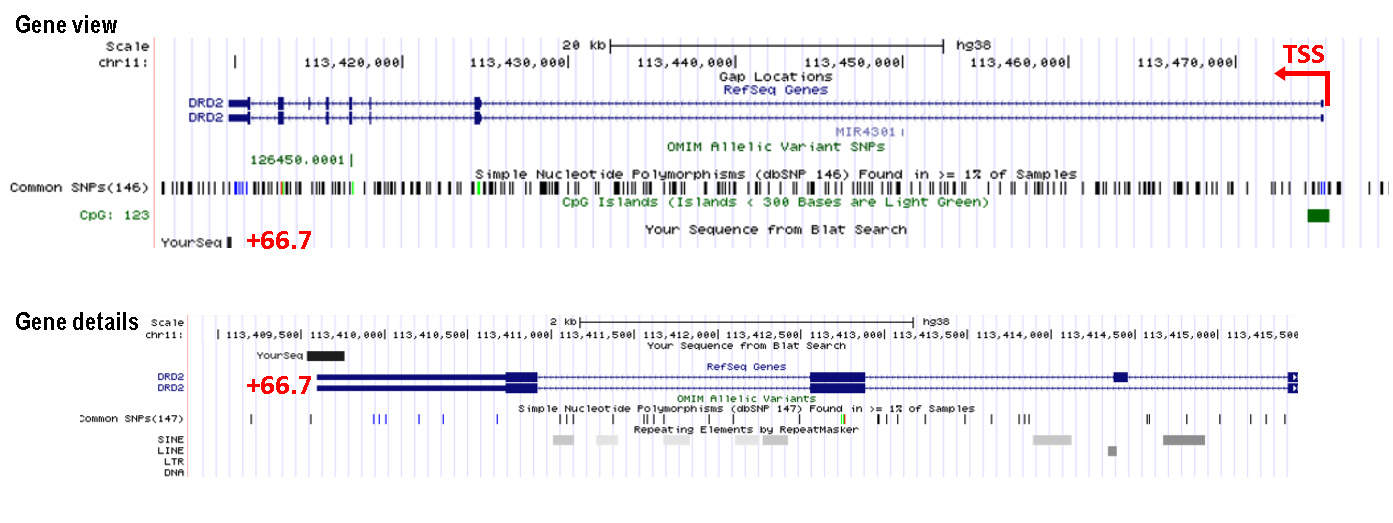 Gene view
Scale 20 kb hg38
TSS
chr11: 113,420,000 113,430,000 113,440,000 113,450,000 113,460,000 113,470,000
Gap Locations
RefSeq Genes
DRD2
DRD2
MIR4301
OMIM Allelic Variant SNPs
126450.0001
Simple Nucleotide Polymorphisms (dbSNP 146) Found in >= 1% of Samples
Common SNPs(146)
CpG Islands (Islands < 300 Bases are Light Green)
CpG: 123
Your Sequence from Blat Search
YourSeq +66.7
Gene details
Scale 2 kb hg38
chr11: 113,409,500 113,410,000 113,410,500 113,411,000 113,411,500 113,412,000 113,412,500 113,413,000 113,413,500 113,414,000 113,414,500 113,415,000 113,415,500
Your Sequence from Blat Search
YourSeq
RefSeq Genes
DRD2
+66.7
DRD2
OMIM Allelic Variants
Simple Nucleotide Polymorphisms (dbSNP 147) Found in >= 1% of Samples
Common SNPs(147)
Repeating Elements by RepeatMasker
SINE
LINE
LTR
DNA